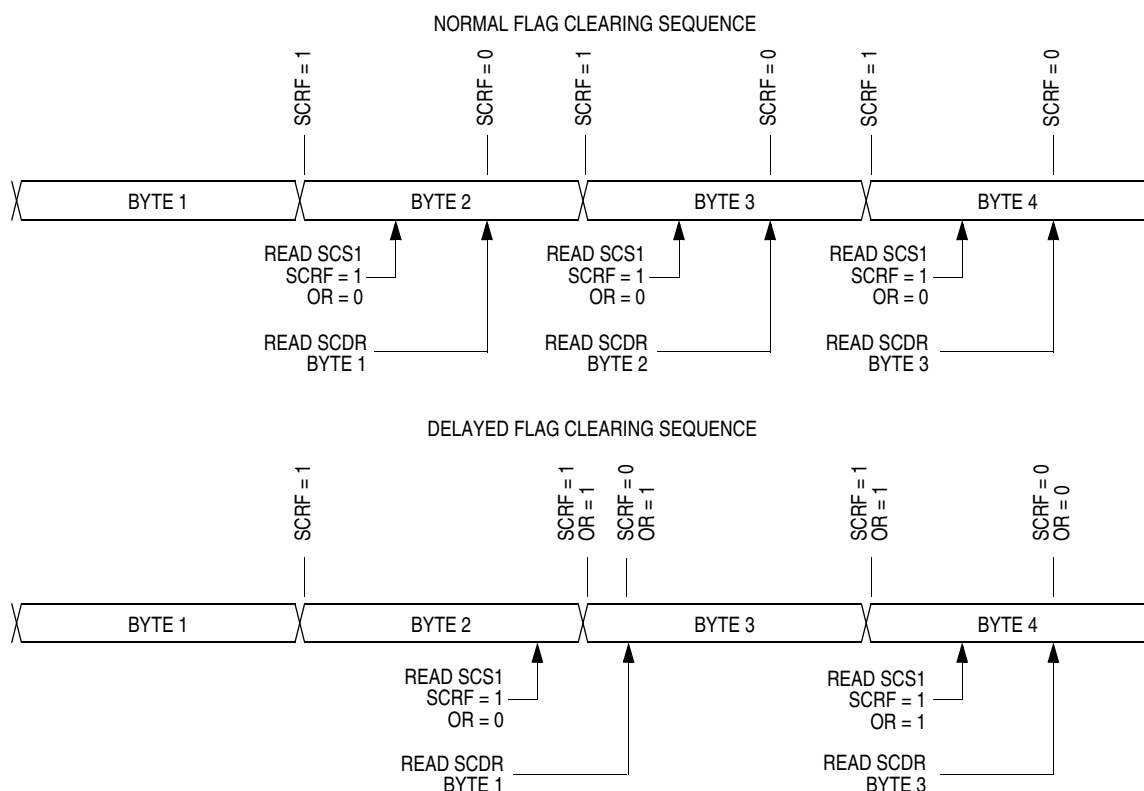 NORMAL FLAG CLEARING SEQUENCE
SCRF = 1
SCRF = 0
SCRF = 1
SCRF = 0
SCRF = 1
SCRF = 0
BYTE 1
BYTE 2
BYTE 3
BYTE 4
READ SCS1
SCRF = 1
OR = 0
READ SCS1
SCRF = 1
OR = 0
READ SCS1
SCRF = 1
OR = 0
READ SCDR
BYTE 1
READ SCDR
BYTE 2
READ SCDR
BYTE 3
DELAYED FLAG CLEARING SEQUENCE
SCRF = 1
SCRF = 1
OR = 1
SCRF = 0
OR = 1
SCRF = 1
OR = 1
SCRF = 0
OR = 0
BYTE 1
BYTE 2
BYTE 3
BYTE 4
READ SCS1
SCRF = 1
OR = 0
READ SCS1
SCRF = 1
OR = 1
READ SCDR
BYTE 1
READ SCDR
BYTE 3